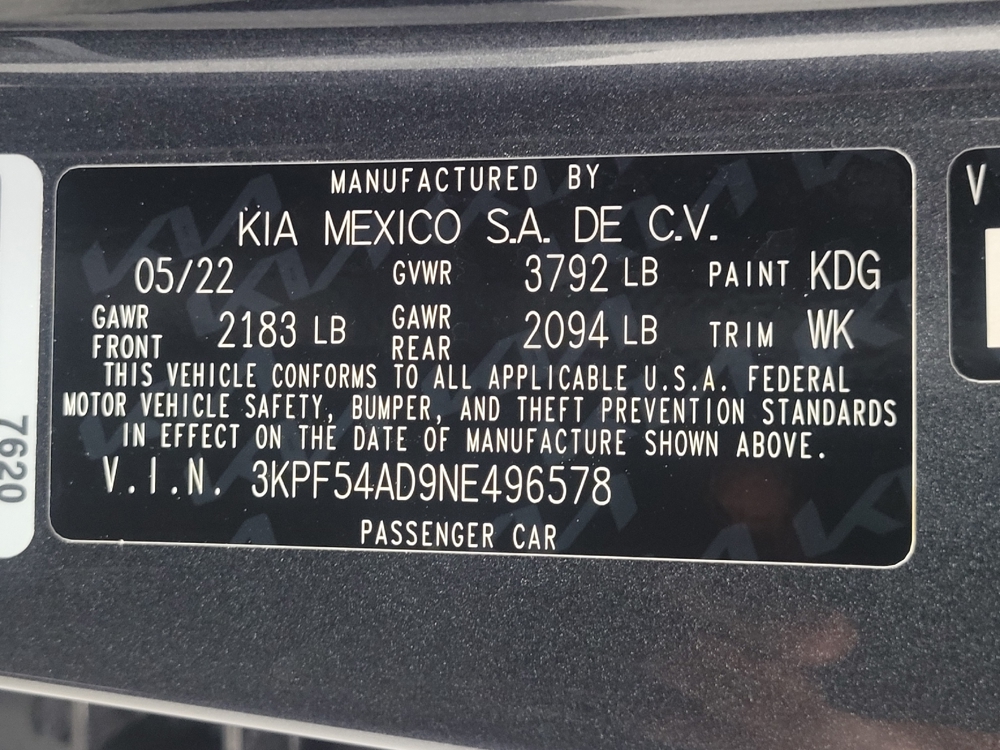 MANUFACTURED BY
KIA MEXICO S.A. DE C.V.
05/22 GVWR 3792 LB PAINT KDG
GAWR FRONT 2183 LB GAWR REAR 2094 LB TRIM WK
THIS VEHICLE CONFORMS TO ALL APPLICABLE U.S.A. FEDERAL
MOTOR VEHICLE SAFETY, BUMPER, AND THEFT PREVENTION STANDARDS
IN EFFECT ON THE DATE OF MANUFACTURE SHOWN ABOVE.
V.I.N. 3KPF54AD9NE496578
PASSENGER CAR
7620
V